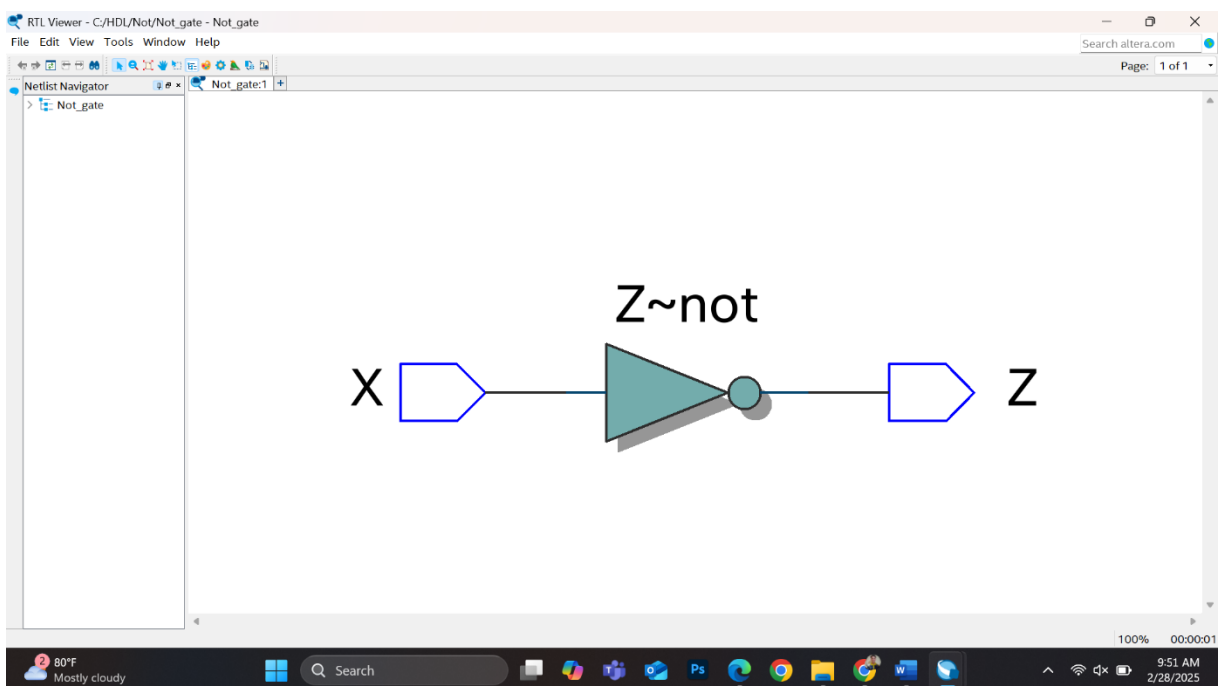 RTL Viewer - C:/HDL/Not/Not_gate - Not_gate
File Edit View Tools Window Help
Search altera.com
Page: 1 of 1
Netlist Navigator
Not_gate:1
Not_gate
Z~not
X
Z
100% 00:00:01
2
80°F
Mostly cloudy
Search
Ps
9:51 AM
2/28/2025